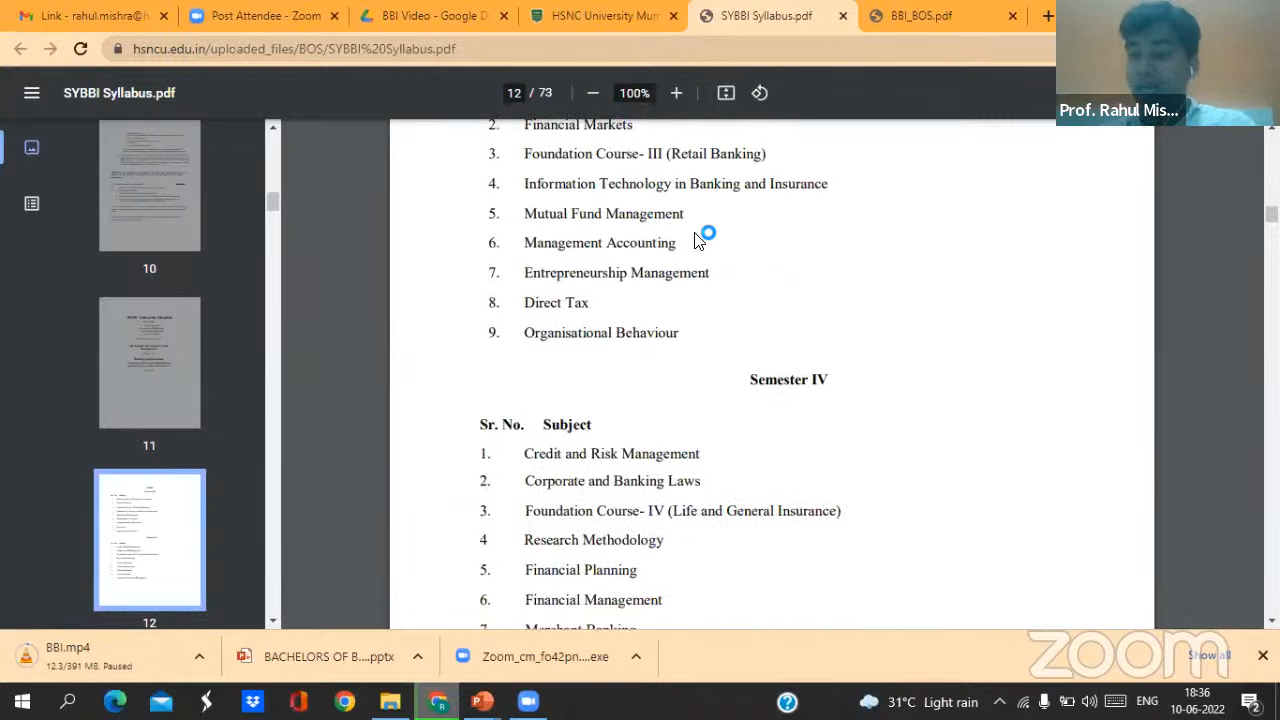 Link - rahul.mishra@h
Post Attendee - Zoom
BBI Video - Google D
HSNC University Mum
SYBBI Syllabus.pdf
BBI_BOS.pdf
hsncu.edu.in/uploaded_files/BOS/SYBBI%20Syllabus.pdf
SYBBI Syllabus.pdf
12 / 73
100%
Prof. Rahul Mis...
2. Financial Markets
3. Foundation Course- III (Retail Banking)
4. Information Technology in Banking and Insurance
5. Mutual Fund Management
6. Management Accounting
7. Entrepreneurship Management
8. Direct Tax
9. Organisational Behaviour
Semester IV
Sr. No. Subject
1. Credit and Risk Management
2. Corporate and Banking Laws
3. Foundation Course- IV (Life and General Insurance)
4 Research Methodology
5. Financial Planning
6. Financial Management
7. Merchant Banking
10
11
12
BBI.mp4
12.3/391 MB, Paused
BACHELORS OF B....pptx
Zoom_cm_fo42pn....exe
Show all
zoom
31°C Light rain
ENG
18:36
10-06-2022
2